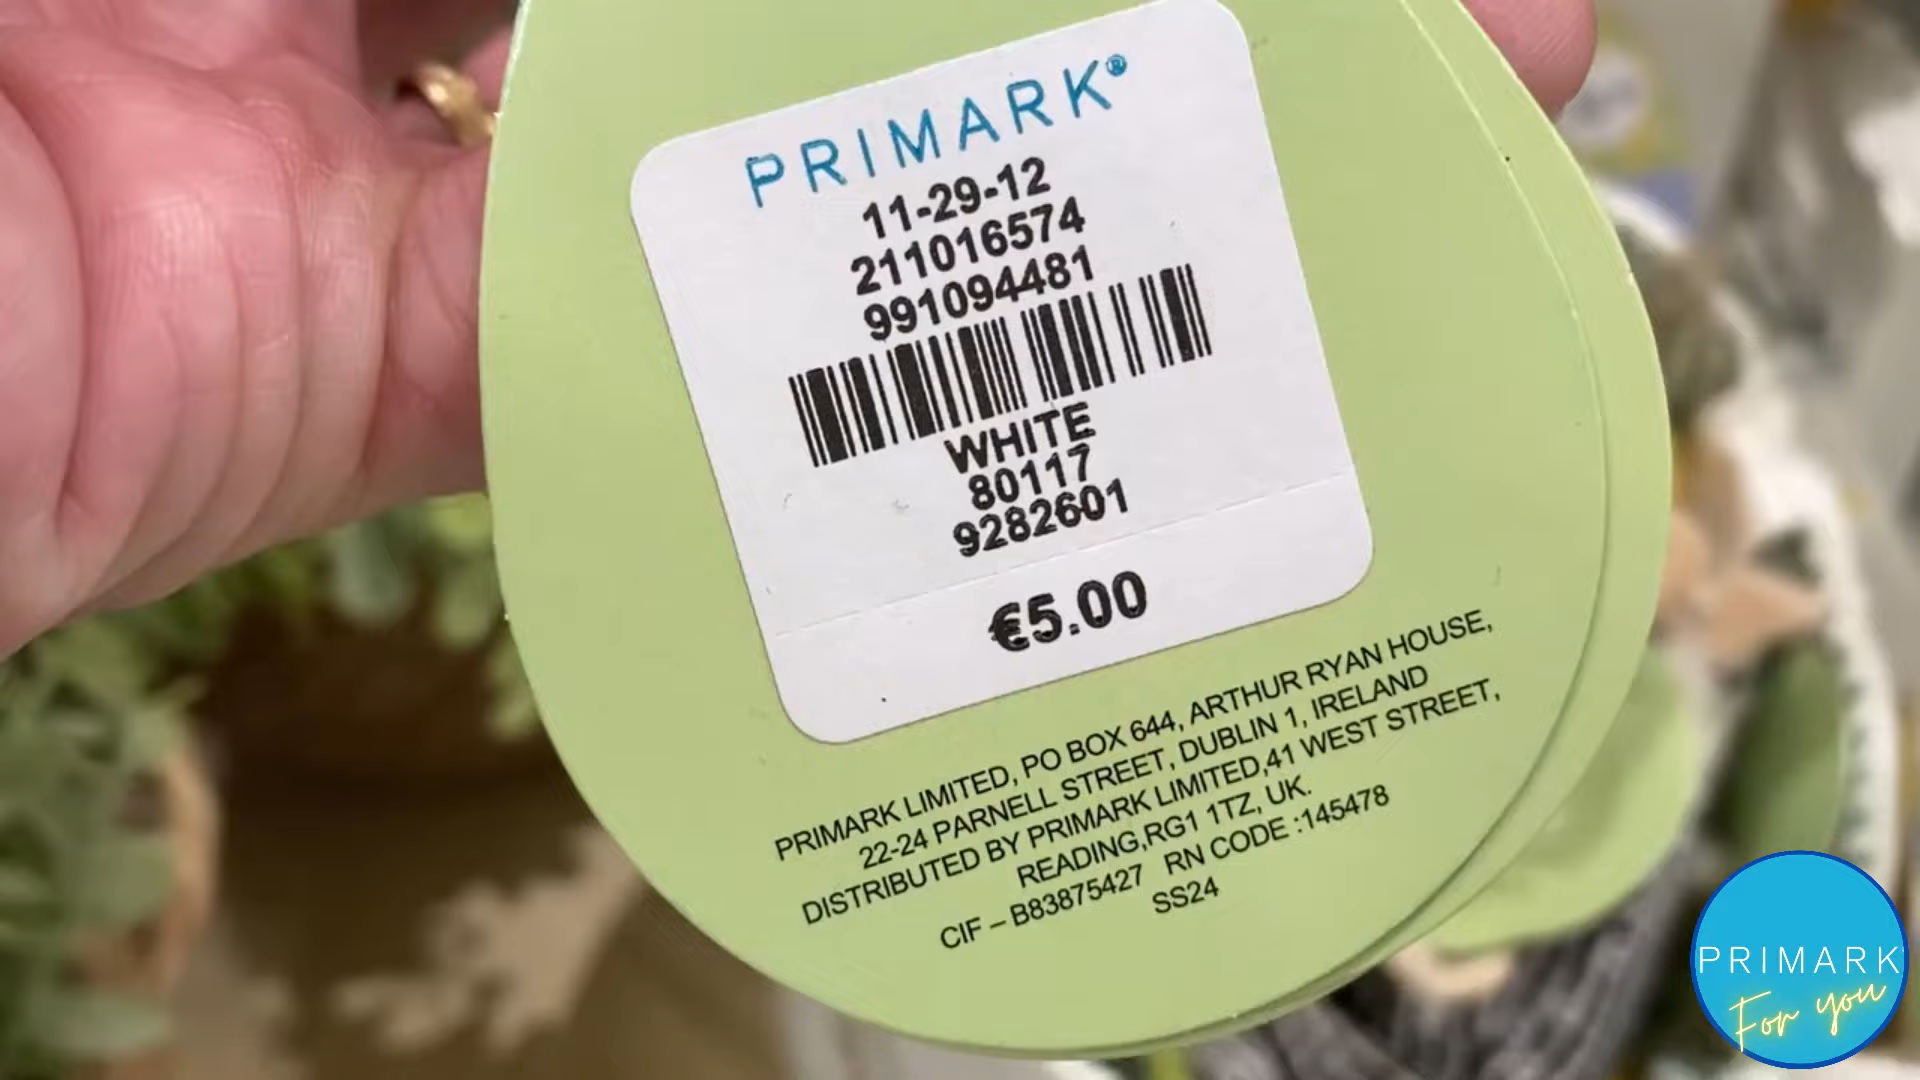 PRIMARK®
11-29-12
211016574
991094481
WHITE
80117
9282601
€5.00
PRIMARK LIMITED, PO BOX 644, ARTHUR RYAN HOUSE,
22-24 PARNELL STREET, DUBLIN 1, IRELAND
DISTRIBUTED BY PRIMARK LIMITED,41 WEST STREET,
READING,RG1 1TZ, UK.
CIF – B83875427 RN CODE :145478
SS24
PRIMARK
For you